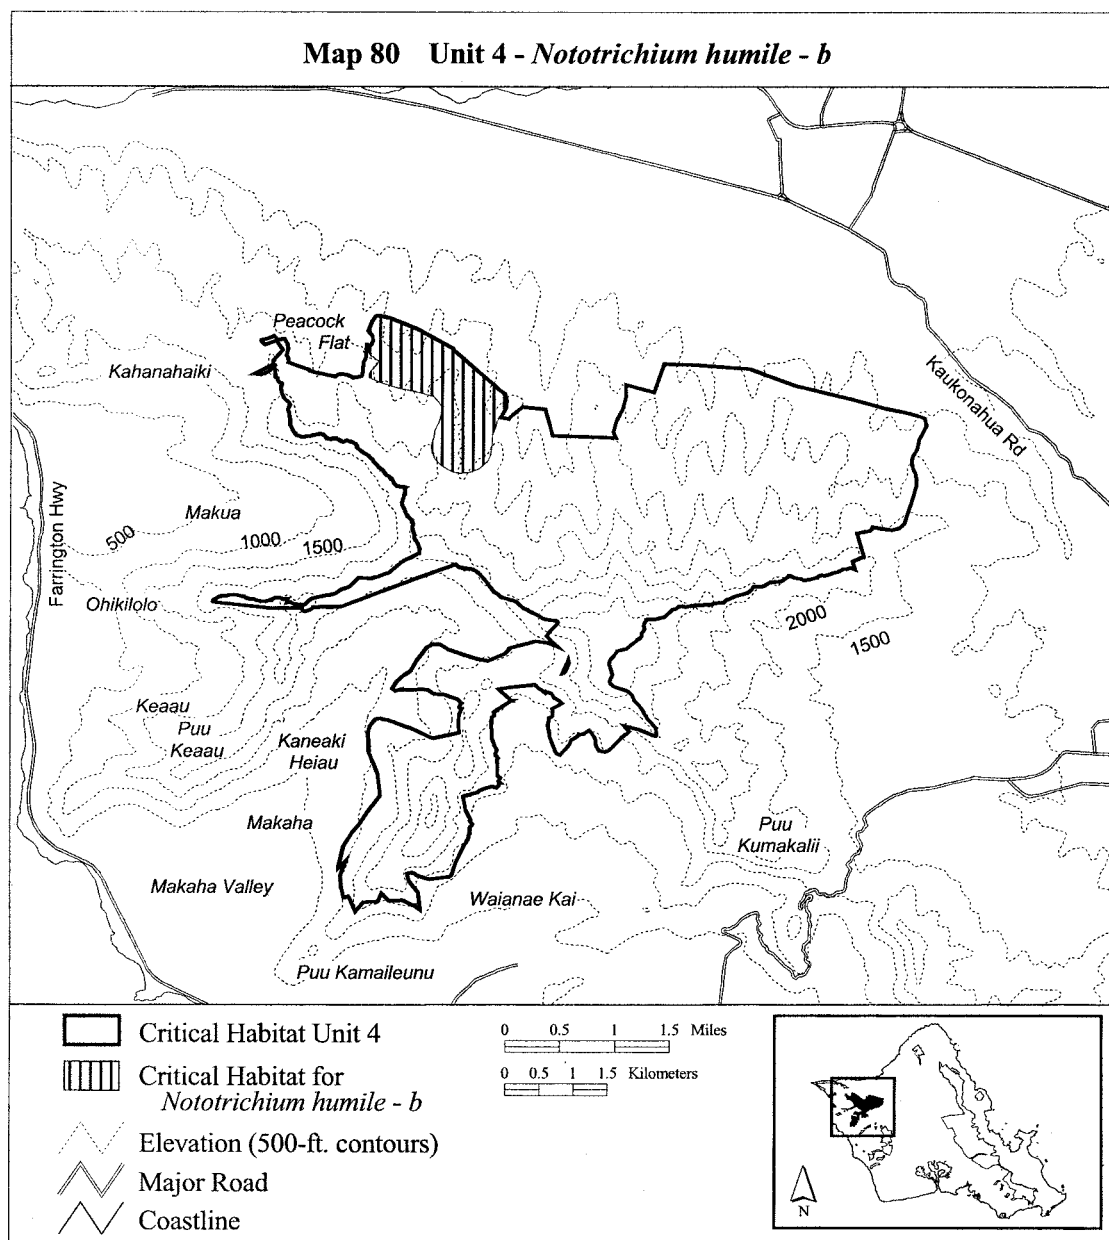 Map 80 Unit 4 - Nototrichium humile - b
Peacock
Flat
Kahanahaiki
Kaukonahua Rd
Farrington Hwy
Makua
500
1000
1500
Ohikilolo
2000
1500
Keaau
Puu
Keaau
Kaneaki
Heiau
Makaha
Puu
Kumakalii
Makaha Valley
Waianae Kai
Puu Kamaileunu
Critical Habitat Unit 4
Critical Habitat for
Nototrichium humile - b
Elevation (500-ft. contours)
Major Road
Coastline
0 0.5 1 1.5 Miles
0 0.5 1 1.5 Kilometers
N